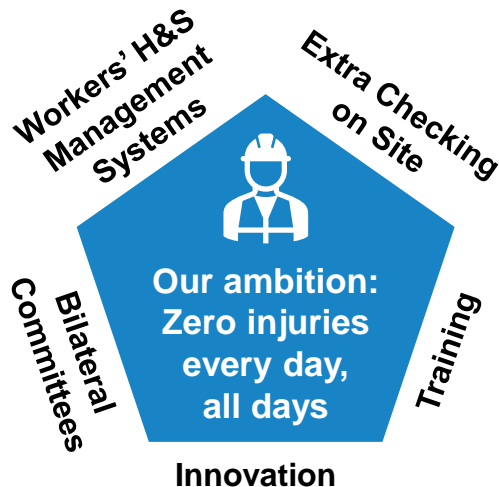 Workers' H&S
Management
Systems
Extra Checking
on Site
Our ambition:
Zero injuries
every day,
all days
Bilateral
Committees
Training
Innovation